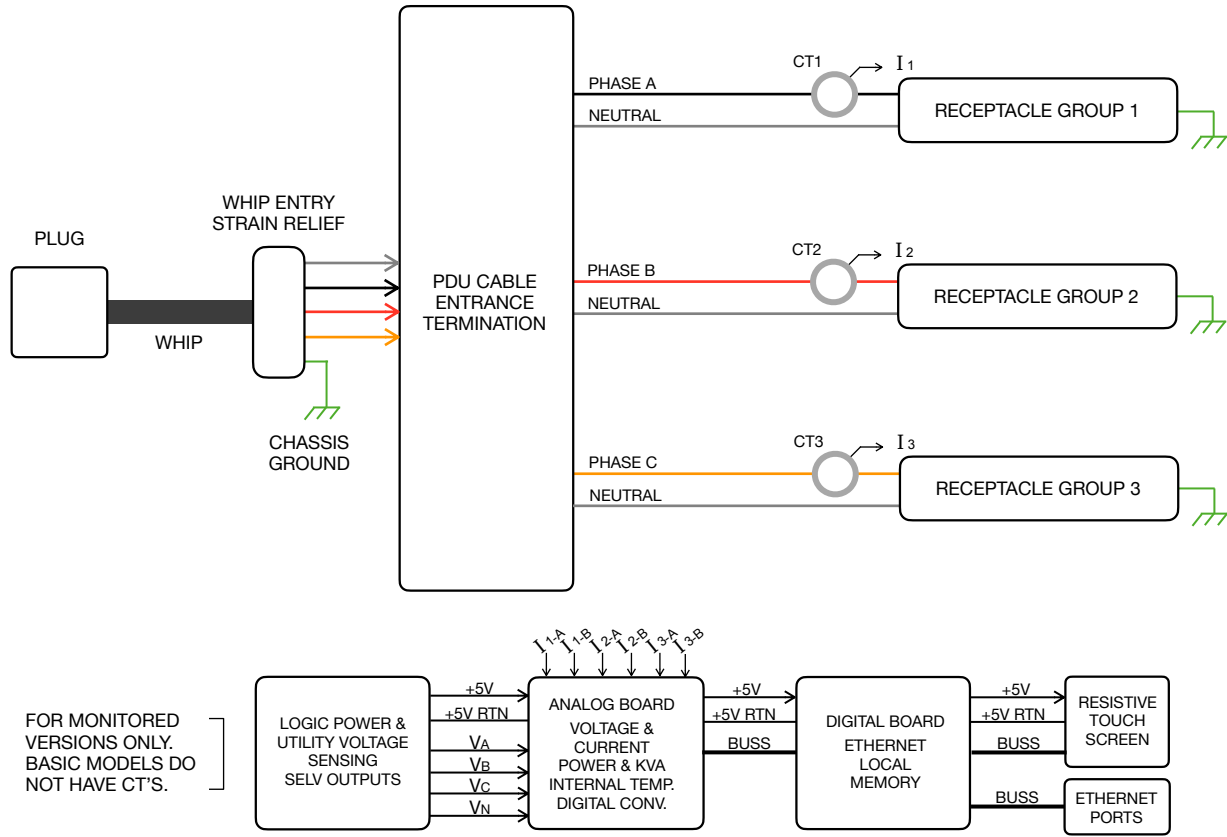 CT1
I 1
PHASE A
NEUTRAL
RECEPTACLE GROUP 1
WHIP ENTRY
STRAIN RELIEF
PLUG
WHIP
CHASSIS
GROUND
PDU CABLE
ENTRANCE
TERMINATION
CT2
I 2
PHASE B
NEUTRAL
RECEPTACLE GROUP 2
CT3
I 3
PHASE C
NEUTRAL
RECEPTACLE GROUP 3
FOR MONITORED
VERSIONS ONLY.
BASIC MODELS DO
NOT HAVE CT'S.
LOGIC POWER &
UTILITY VOLTAGE
SENSING
SELV OUTPUTS
+5V
+5V RTN
VA
VB
VC
VN
I 1-A
I 1-B
I 2-A
I 2-B
I 3-A
I 3-B
ANALOG BOARD
VOLTAGE &
CURRENT
POWER & KVA
INTERNAL TEMP.
DIGITAL CONV.
+5V
+5V RTN
BUSS
DIGITAL BOARD
ETHERNET
LOCAL
MEMORY
+5V
+5V RTN
BUSS
RESISTIVE
TOUCH
SCREEN
BUSS
ETHERNET
PORTS